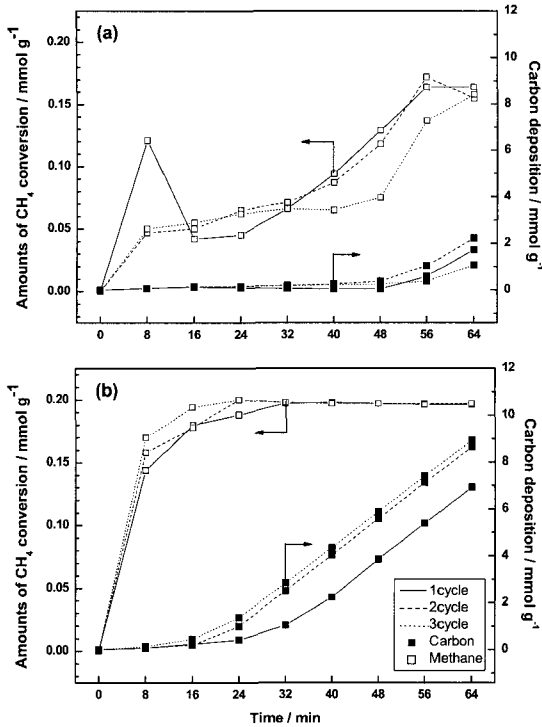 (a)
Amounts of CH4 conversion / mmol g-1
0.20
0.15
0.10
0.05
0.00
12
10
8
6
4
2
0
Carbon deposition / mmol g-1
0 8 16 24 32 40 48 56 64
(b)
Amounts of CH4 conversion / mmol g-1
0.20
0.15
0.10
0.05
0.00
12
10
8
6
4
2
0
Carbon deposition / mmol g-1
1cycle
2cycle
3cycle
Carbon
Methane
0 8 16 24 32 40 48 56 64
Time / min